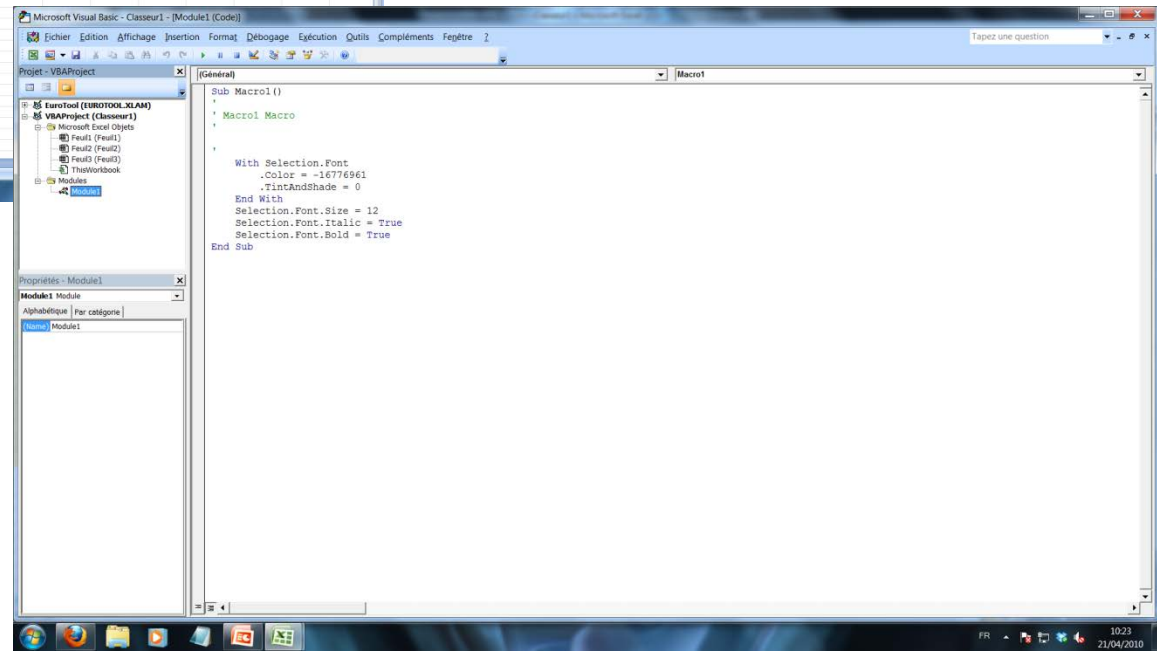 Microsoft Visual Basic - Classeur1 - [Module1 (Code)]
Fichier Edition Affichage Insertion Format Débogage Exécution Outils Compléments Fenêtre ?
Tapez une question
Projet - VBAProject
(Général)
Macro1
EuroTool (EUROTOOL.XLAM)
VBAProject (Classeur1)
Microsoft Excel Objets
Feuil1 (Feuil1)
Feuil2 (Feuil2)
Feuil3 (Feuil3)
ThisWorkbook
Modules
Module1
Sub Macro1()
'
' Macro1 Macro
'
'
With Selection.Font
.Color = -16776961
.TintAndShade = 0
End With
Selection.Font.Size = 12
Selection.Font.Italic = True
Selection.Font.Bold = True
End Sub
Propriétés - Module1
Module1 Module
Alphabétique Par catégorie
(Name) Module1
FR
10:23
21/04/2010